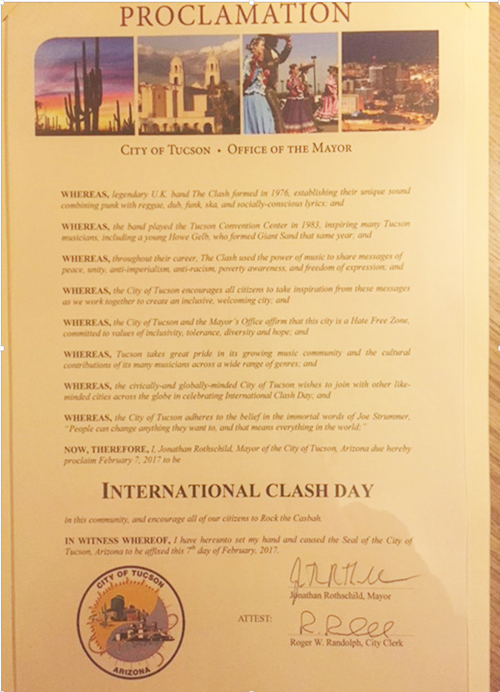 PROCLAMATION
CITY OF TUCSON • OFFICE OF THE MAYOR
WHEREAS, legendary U.K. band The Clash formed in 1976, establishing their unique sound
combining punk with reggae, dub, funk, ska, and socially-conscious lyrics; and
WHEREAS, the band played the Tucson Convention Center in 1983, inspiring many Tucson
musicians, including a young Howe Gelb, who formed Giant Sand that same year; and
WHEREAS, throughout their career, The Clash used the power of music to share messages of
peace, unity, anti-imperialism, anti-racism, poverty awareness, and freedom of expression; and
WHEREAS, the City of Tucson encourages all citizens to take inspiration from these messages
as we work together to create an inclusive, welcoming city; and
WHEREAS, the City of Tucson and the Mayor's Office affirm that this city is a Hate Free Zone,
committed to values of inclusivity, tolerance, diversity and hope; and
WHEREAS, Tucson takes great pride in its growing music community and the cultural
contributions of its many musicians across a wide range of genres; and
WHEREAS, the civically-and globally-minded City of Tucson wishes to join with other like-
minded cities across the globe in celebrating International Clash Day; and
WHEREAS, the City of Tucson adheres to the belief in the immortal words of Joe Strummer,
"People can change anything they want to, and that means everything in the world;"
NOW, THEREFORE, I, Jonathan Rothschild, Mayor of the City of Tucson, Arizona due hereby
proclaim February 7, 2017 to be
INTERNATIONAL CLASH DAY
in this community, and encourage all of our citizens to Rock the Casbah.
IN WITNESS WHEREOF, I have hereunto set my hand and caused the Seal of the City of
Tucson, Arizona to be affixed this 7th day of February, 2017.
Jonathan Rothschild, Mayor
ATTEST:
Roger W. Randolph, City Clerk
CITY OF TUCSON
ARIZONA